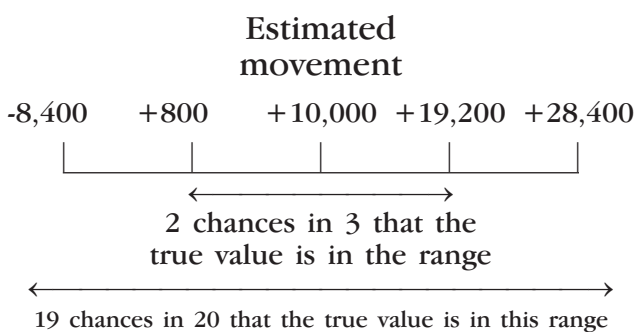 Estimated
movement
-8,400 +800 +10,000 +19,200 +28,400
2 chances in 3 that the
true value is in the range
19 chances in 20 that the true value is in this range